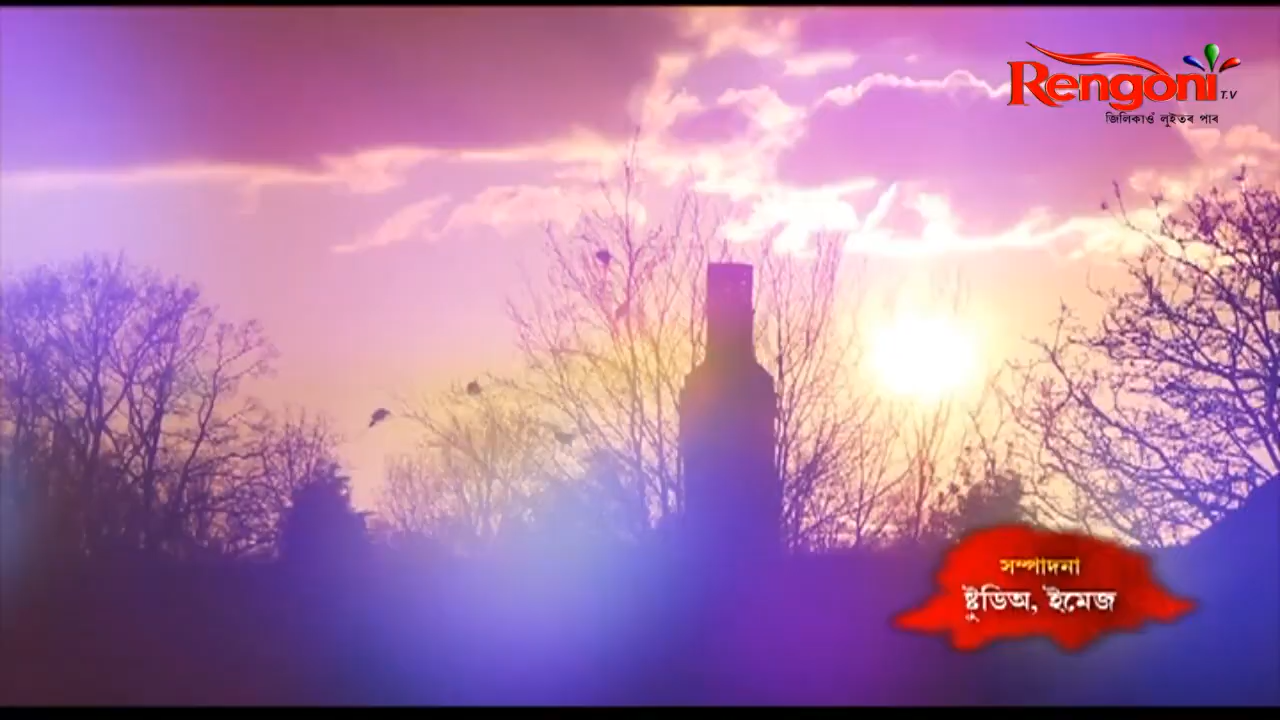 Rengoni
T.V
জিলিকাওঁ লুইতৰ পাৰ
সম্পাদনা
ষ্টুডিঅ, ইমেজ